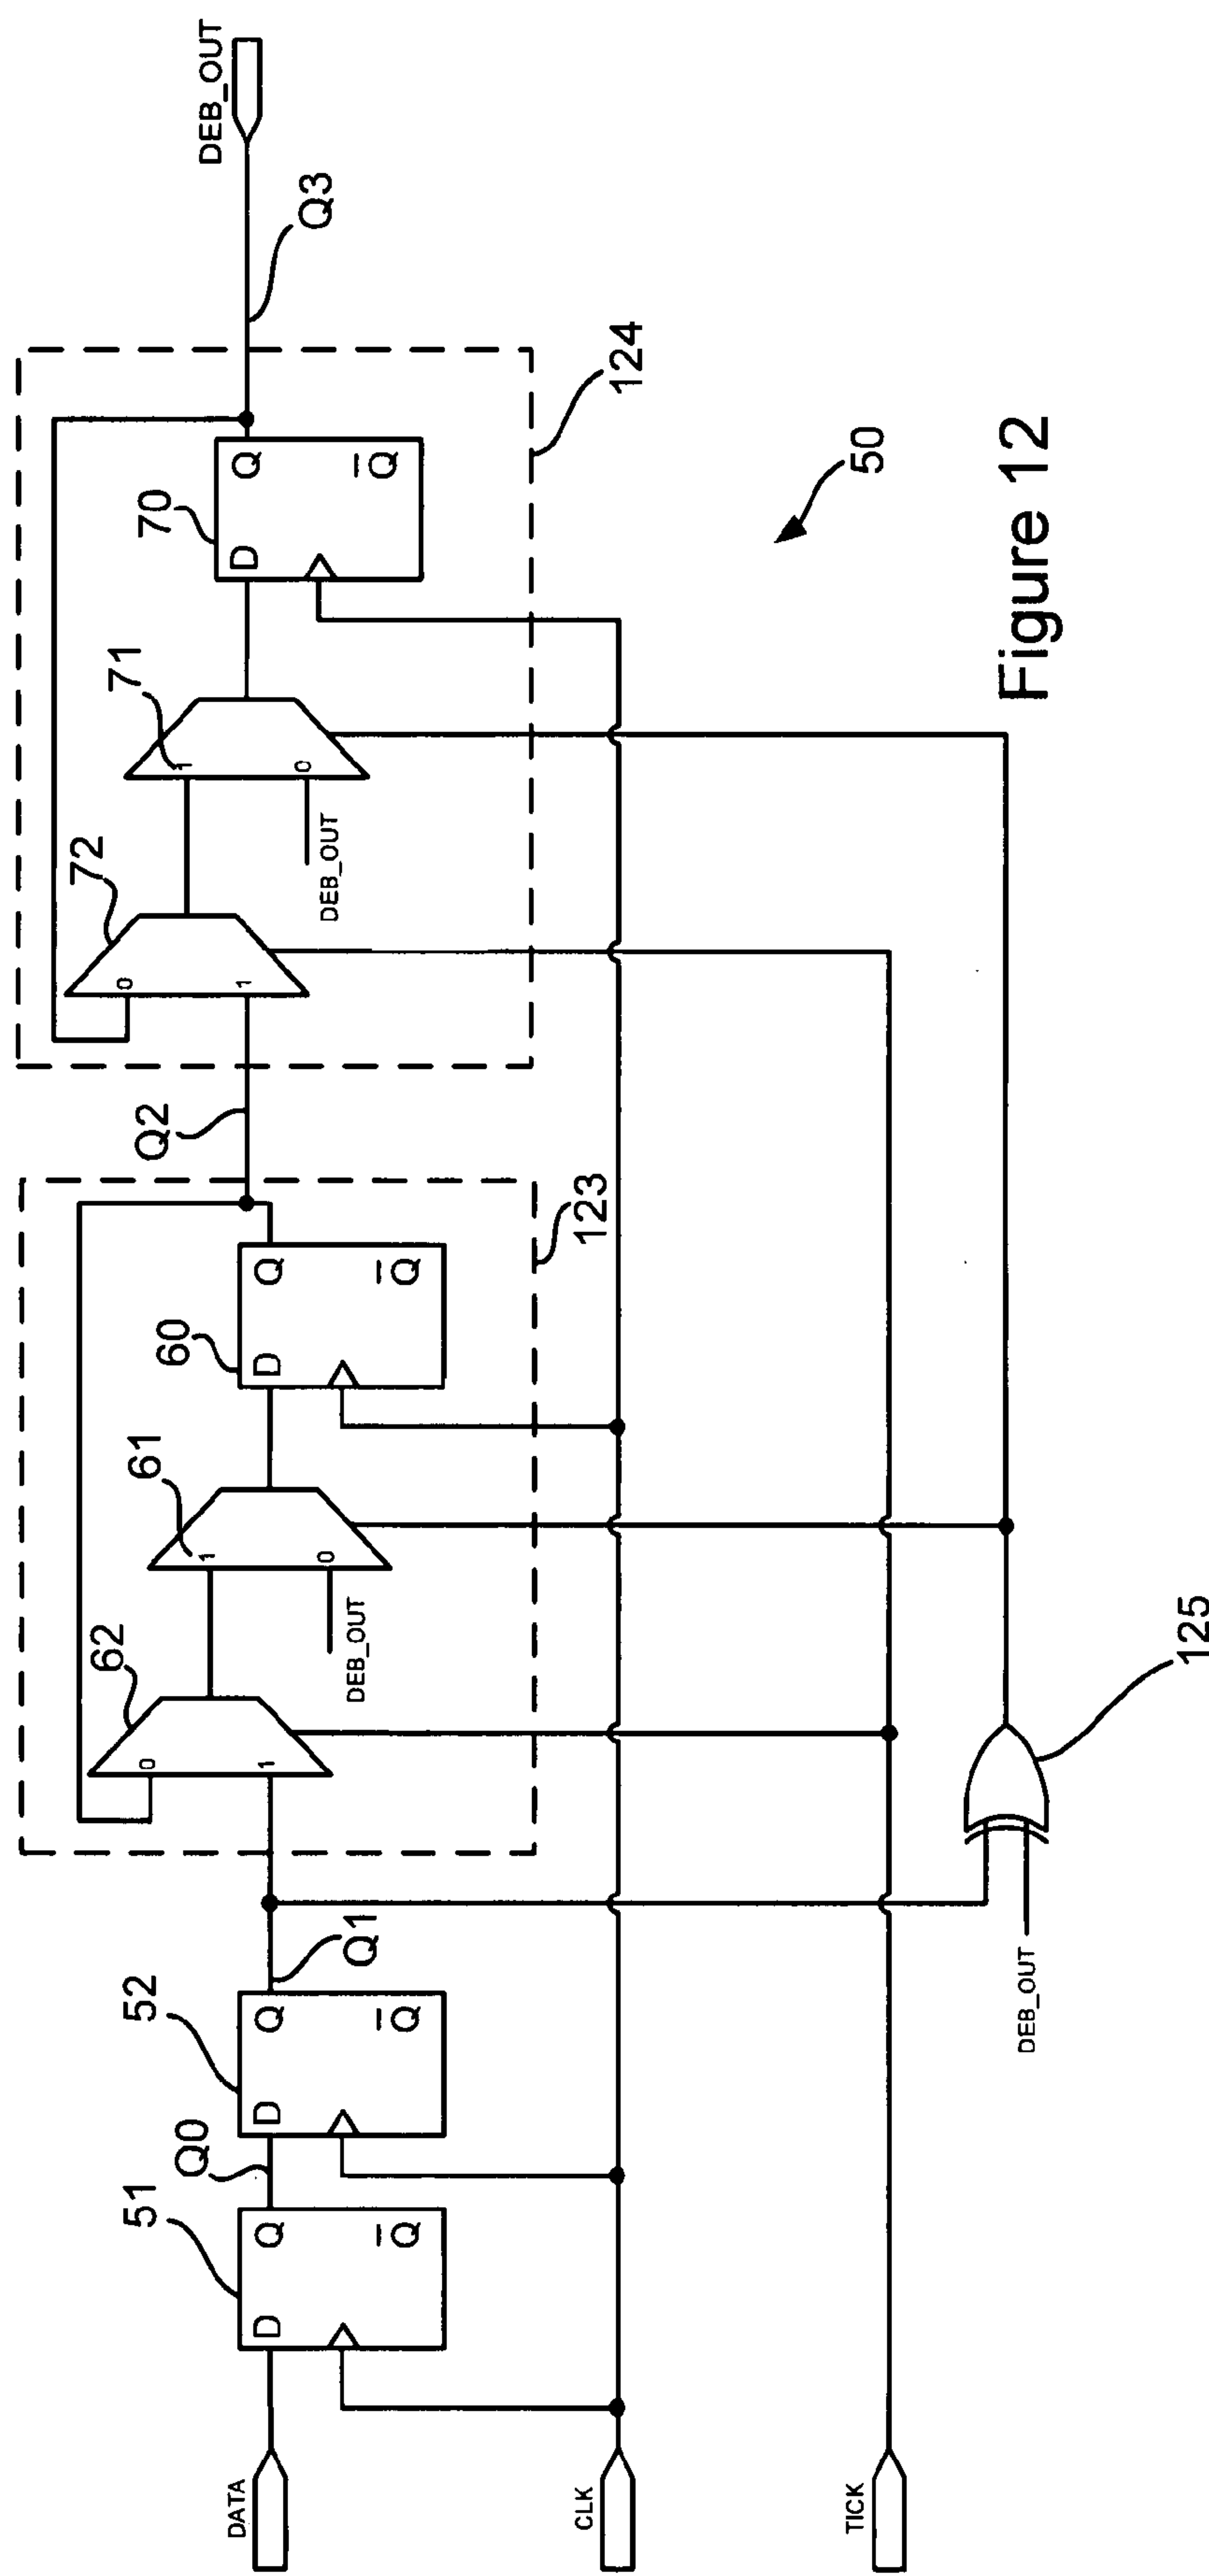 DATA
CLK
TICK
51
D
Q
Q̅
Q0
52
D
Q
Q̅
Q1
DEB_OUT
125
62
0
1
61
1
0
DEB_OUT
60
D
Q
Q̅
123
Q2
72
0
1
71
1
0
DEB_OUT
70
D
Q
Q̅
124
Q3
DEB_OUT
50
Figure 12